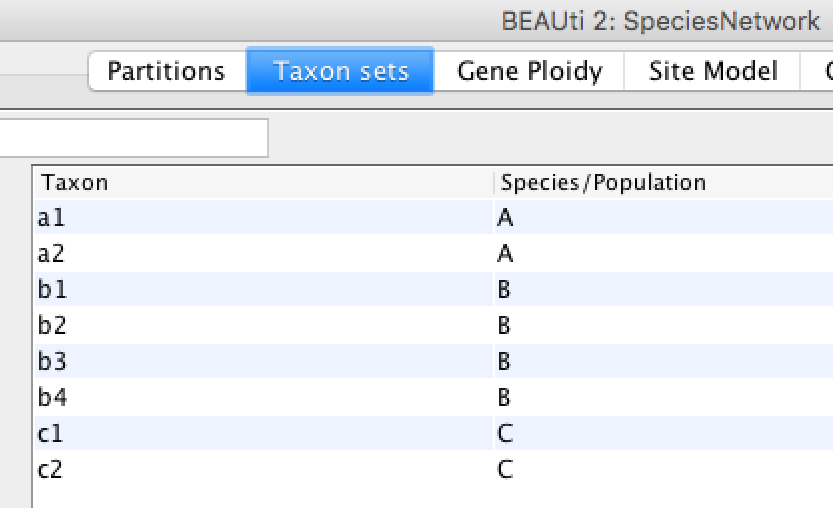 BEAUti 2: SpeciesNetwork
Partitions Taxon sets Gene Ploidy Site Model
Taxon Species/Population
a1 A
a2 A
b1 B
b2 B
b3 B
b4 B
c1 C
c2 C